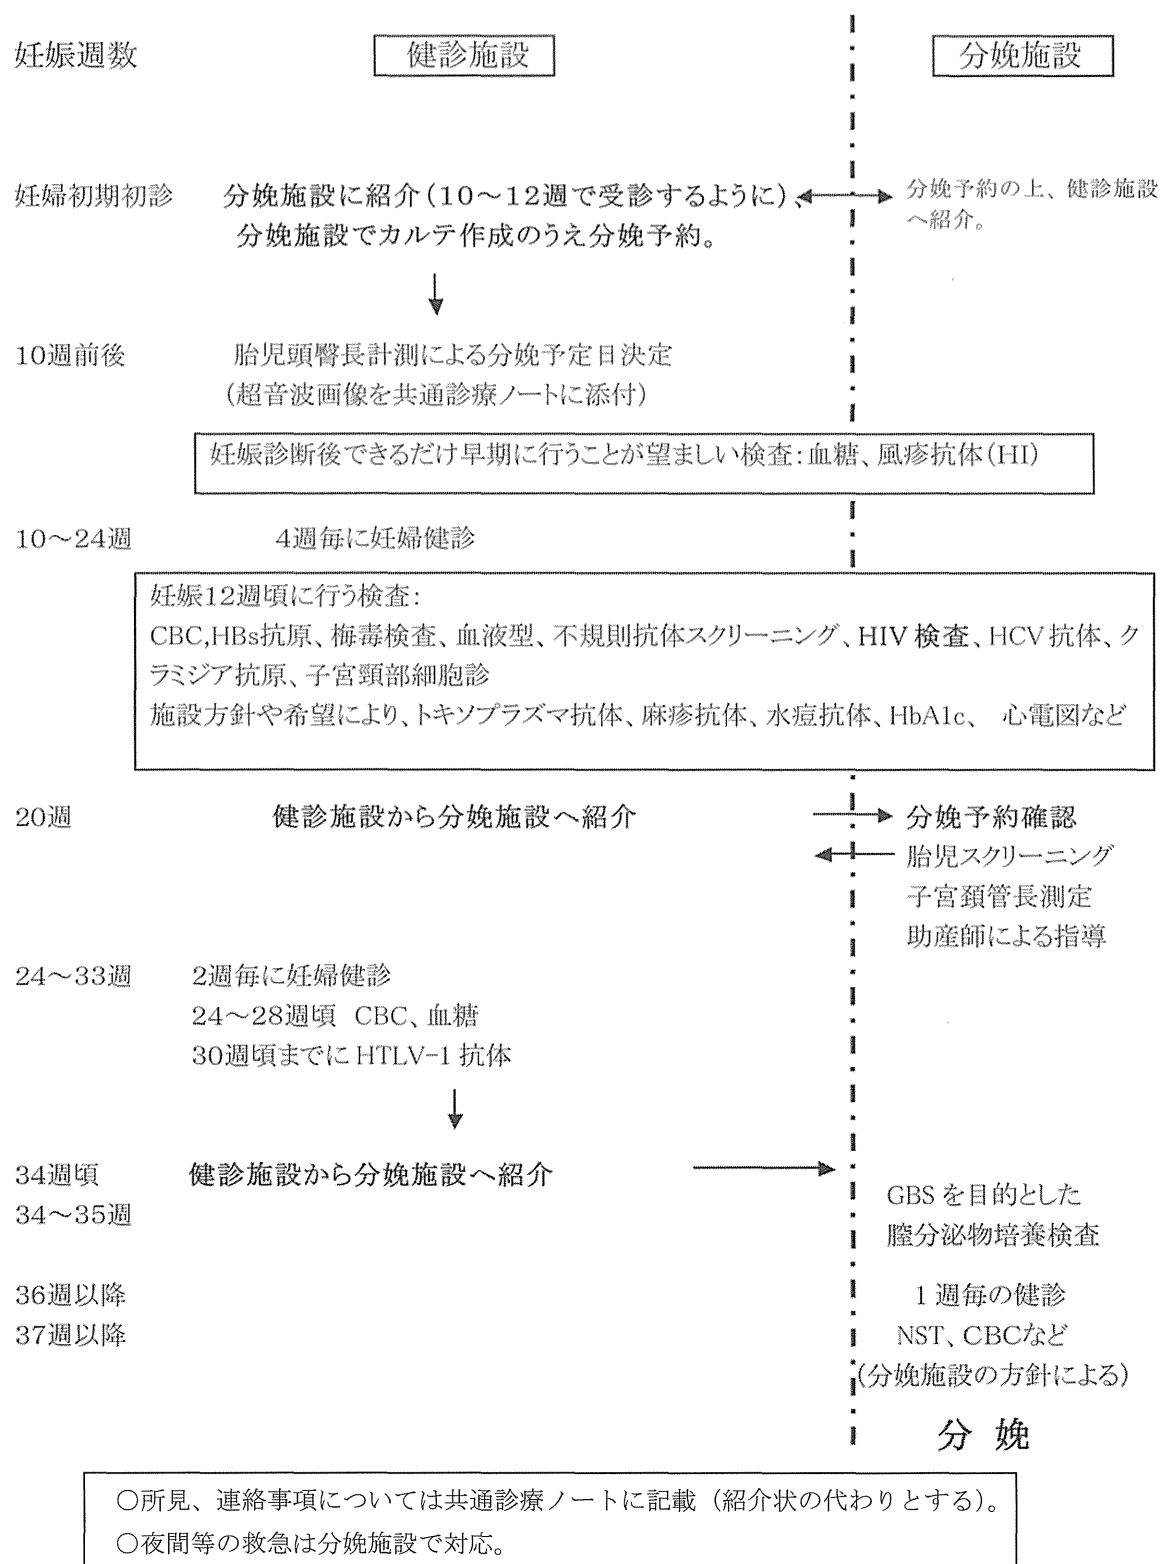 妊娠週数 健診施設 分娩施設
妊婦初期初診 分娩施設に紹介(10～12週で受診するように)、 分娩予約の上、健診施設
分娩施設でカルテ作成のうえ分娩予約。 へ紹介。
10週前後 胎児頭臀長計測による分娩予定日決定
(超音波画像を共通診療ノートに添付)
妊娠診断後できるだけ早期に行うことが望ましい検査:血糖、風疹抗体(HI)
10～24週 4週毎に妊婦健診
妊娠12週頃に行う検査:
CBC,HBs抗原、梅毒検査、血液型、不規則抗体スクリーニング、HIV検査、HCV抗体、ク
ラミジア抗原、子宮頸部細胞診
施設方針や希望により、トキソプラズマ抗体、麻疹抗体、水痘抗体、HbA1c、 心電図など
20週 健診施設から分娩施設へ紹介 分娩予約確認
胎児スクリーニング
子宮頚管長測定
助産師による指導
24～33週 2週毎に妊婦健診
24～28週頃 CBC、血糖
30週頃までにHTLV-1抗体
34週頃 健診施設から分娩施設へ紹介
34～35週 GBSを目的とした
膣分泌物培養検査
36週以降 1週毎の健診
37週以降 NST、CBCなど
(分娩施設の方針による)
分 娩
○所見、連絡事項については共通診療ノートに記載（紹介状の代わりとする）。
○夜間等の救急は分娩施設で対応。